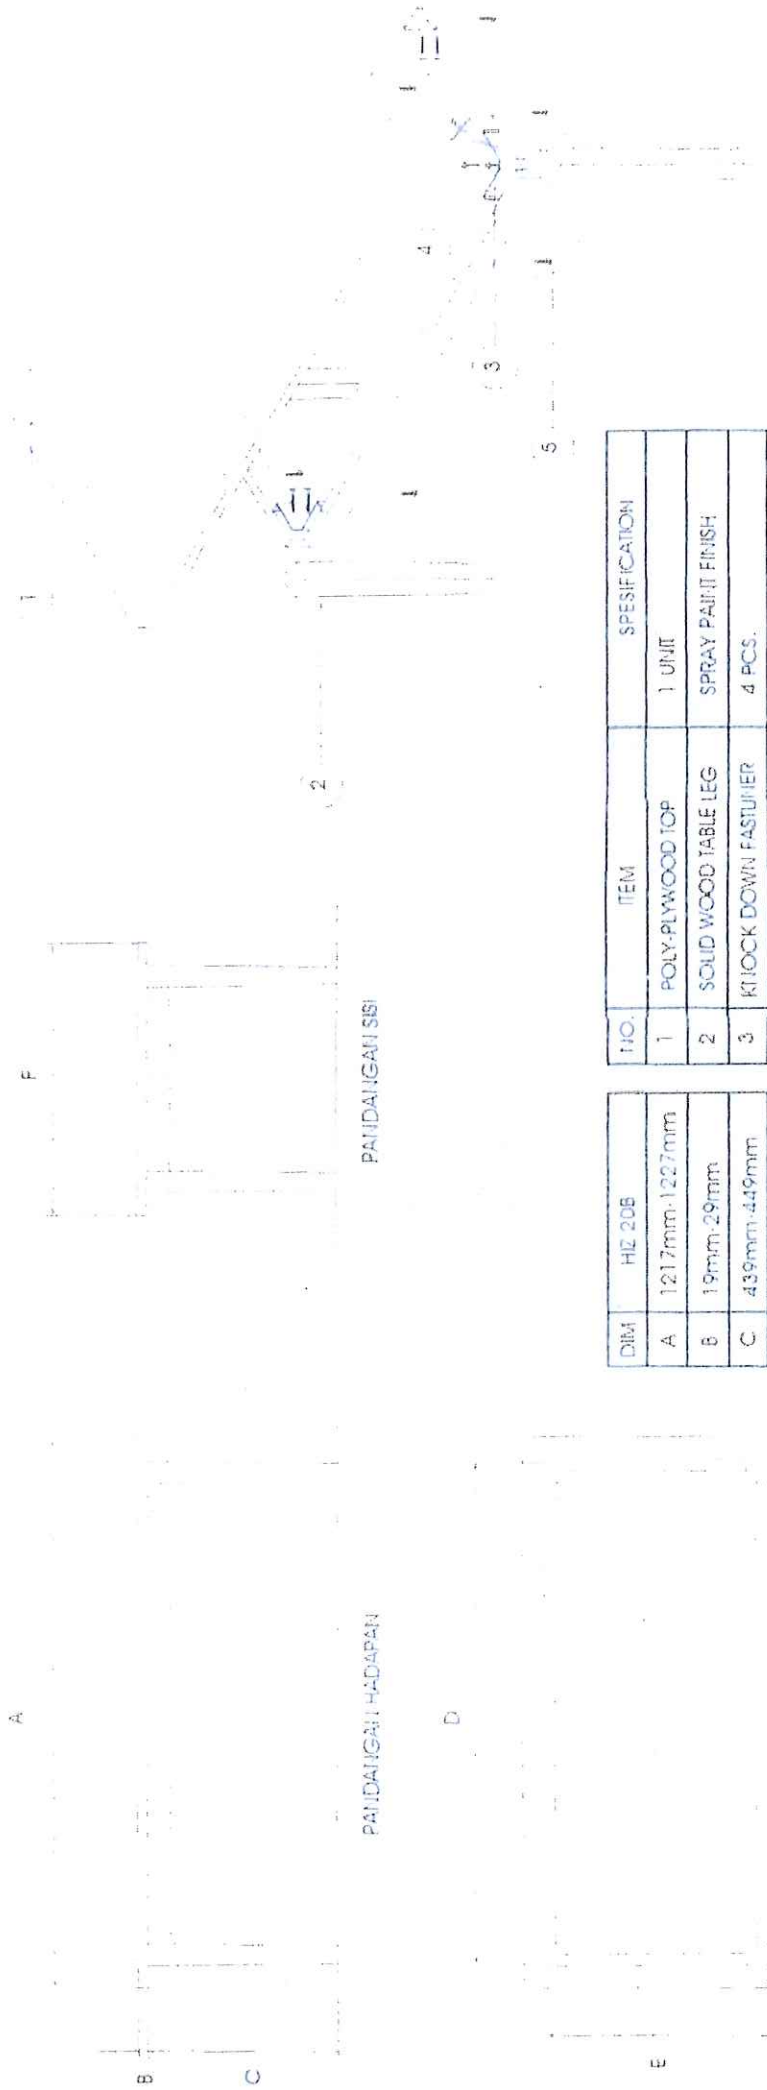 A
F
1
B
C
2
4
3
5
PANDANGAN HADAPAN
PANDANGAN SISI
D
E
DIM HIZ 20B
A 1217mm-1227mm
B 19mm-29mm
C 439mm-449mm
NO. ITEM SPESIFICATION
1 POLY-PLYWOOD TOP 1 UNIT
2 SOLID WOOD TABLE LEG SPRAY PAINT FINISH
3 KNOCK DOWN FASTUNER 4 PCS.